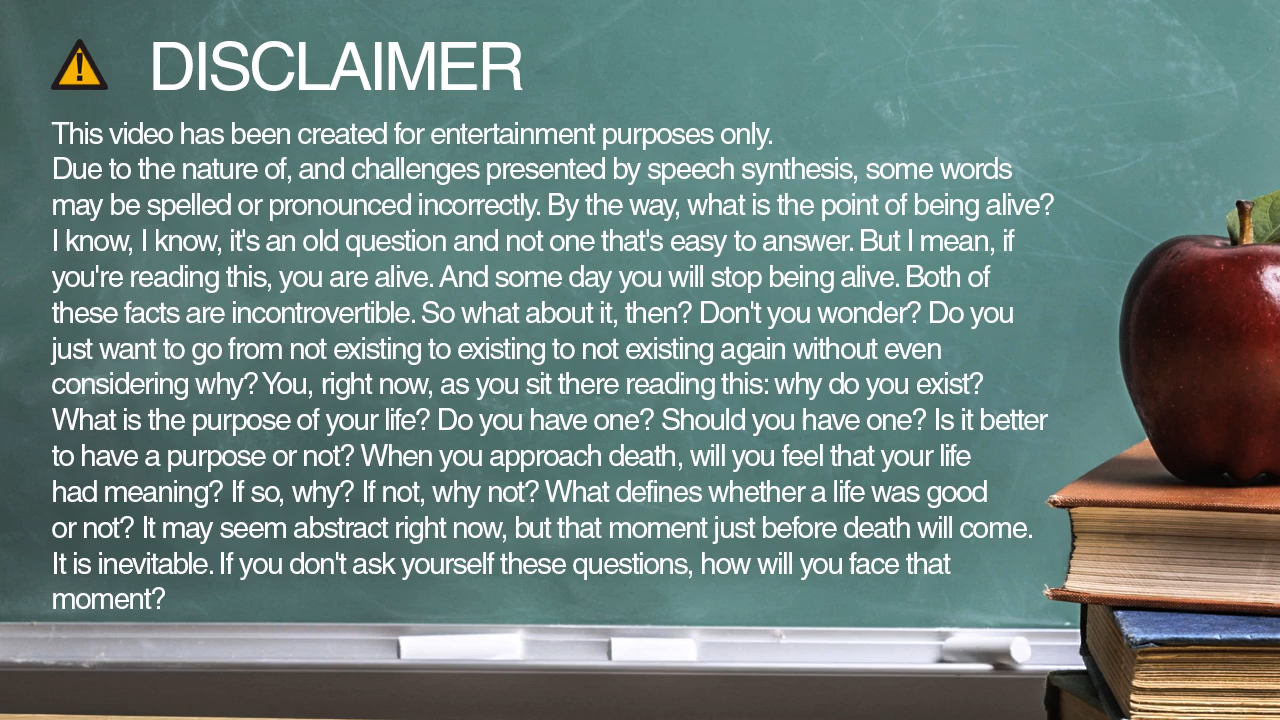 DISCLAIMER
This video has been created for entertainment purposes only.
Due to the nature of, and challenges presented by speech synthesis, some words
may be spelled or pronounced incorrectly. By the way, what is the point of being alive?
I know, I know, it's an old question and not one that's easy to answer. But I mean, if
you're reading this, you are alive. And some day you will stop being alive. Both of
these facts are incontrovertible. So what about it, then? Don't you wonder? Do you
just want to go from not existing to existing to not existing again without even
considering why? You, right now, as you sit there reading this: why do you exist?
What is the purpose of your life? Do you have one? Should you have one? Is it better
to have a purpose or not? When you approach death, will you feel that your life
had meaning? If so, why? If not, why not? What defines whether a life was good
or not? It may seem abstract right now, but that moment just before death will come.
It is inevitable. If you don't ask yourself these questions, how will you face that
moment?